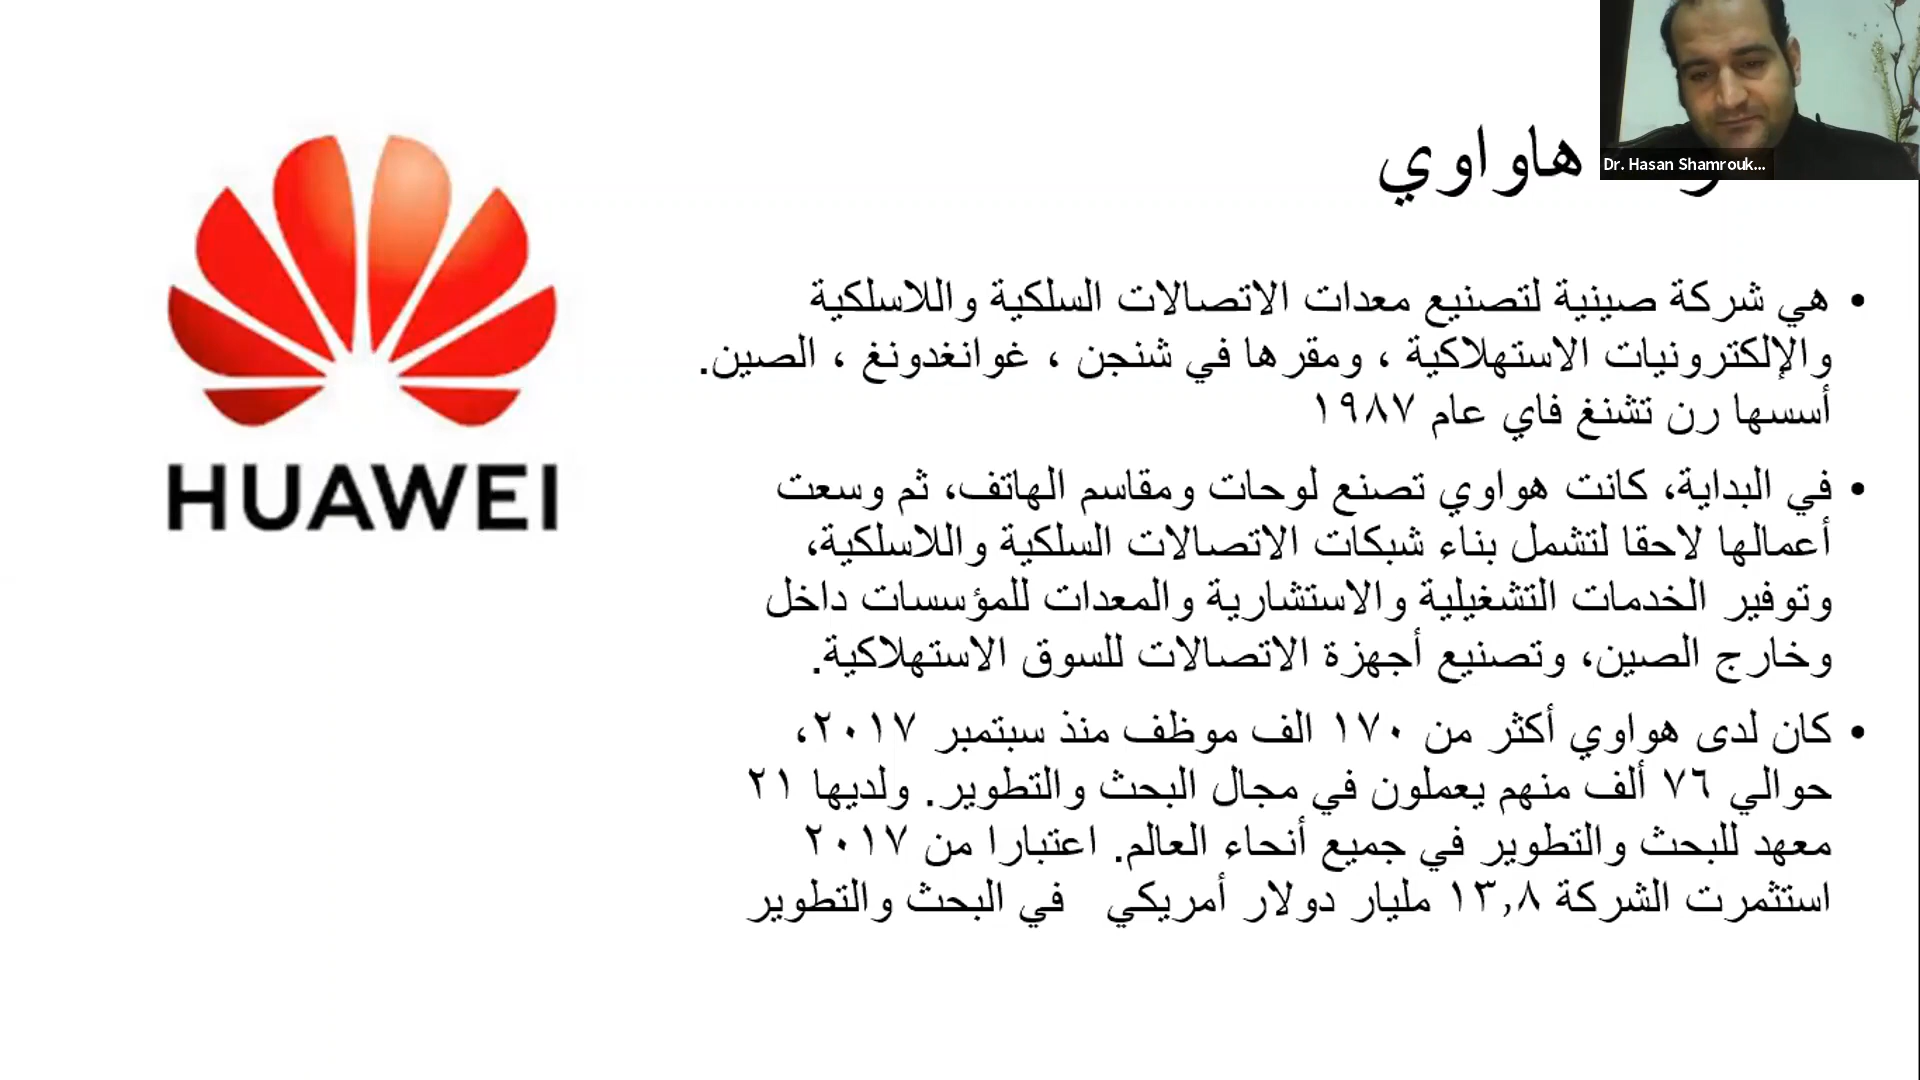 هاواوي
Dr. Hasan Shamrouk...
HUAWEI
• هي شركة صينية لتصنيع معدات الاتصالات السلكية واللاسلكية
والإلكترونيات الاستهلاكية ، ومقرها في شنجن ، غوانغدونغ ، الصين.
أسسها رن تشنغ فاي عام ١٩٨٧
• في البداية، كانت هواوي تصنع لوحات ومقاسم الهاتف، ثم وسعت
أعمالها لاحقا لتشمل بناء شبكات الاتصالات السلكية واللاسلكية،
وتوفير الخدمات التشغيلية والاستشارية والمعدات للمؤسسات داخل
وخارج الصين، وتصنيع أجهزة الاتصالات للسوق الاستهلاكية.
• كان لدى هواوي أكثر من ١٧٠ الف موظف منذ سبتمبر ٢٠١٧،
حوالي ٧٦ ألف منهم يعملون في مجال البحث والتطوير. ولديها ٢١
معهد للبحث والتطوير في جميع أنحاء العالم. اعتبارا من ٢٠١٧
استثمرت الشركة ١٣,٨ مليار دولار أمريكي في البحث والتطوير